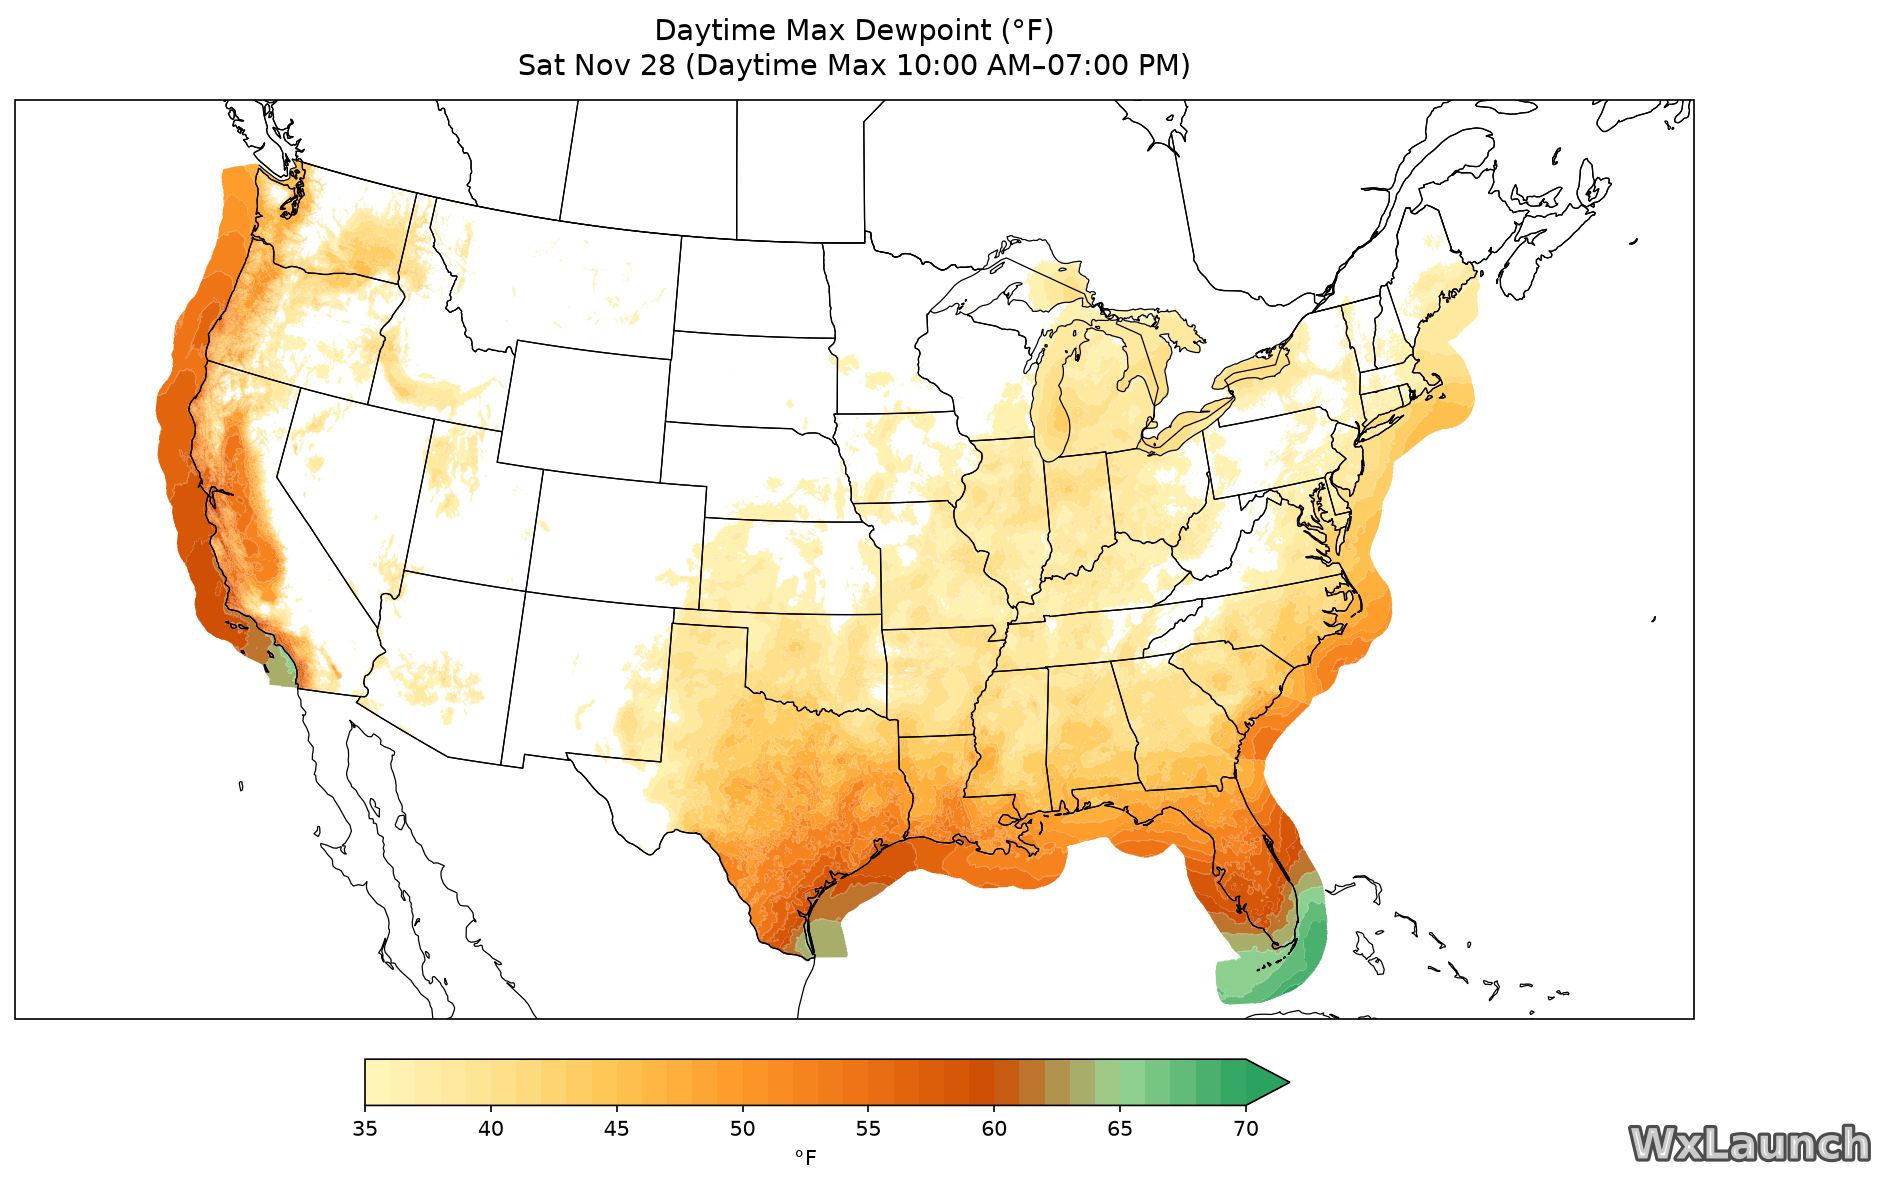 Daytime Max Dewpoint (°F)
Sat Nov 28 (Daytime Max 10:00 AM–07:00 PM)
35 40 45 50 55 60 65 70
°F
WxLaunch